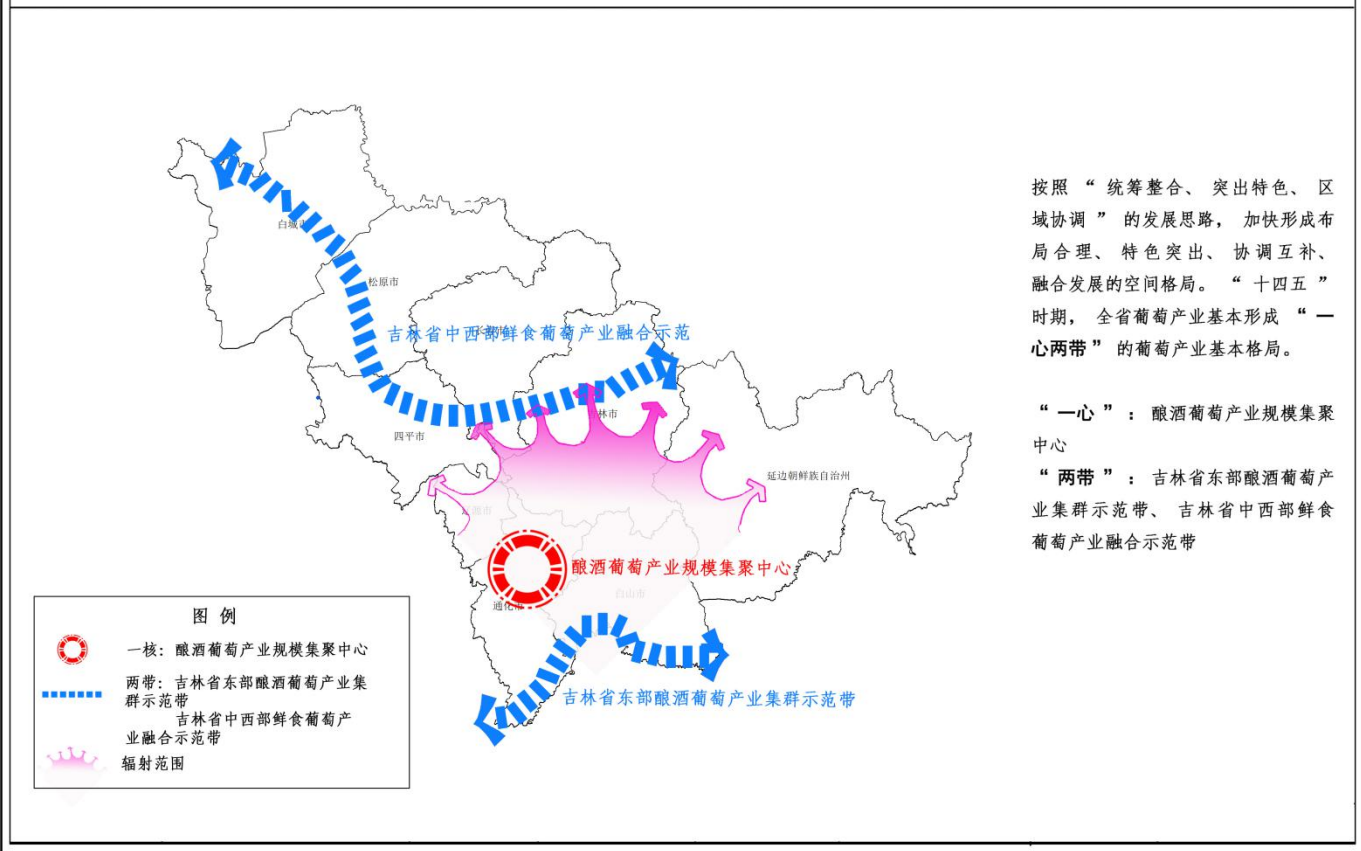 白城市
松原市
长春市
吉林省中西部鲜食葡萄产业融合示范
吉林市
四平市
延边朝鲜族自治州
辽源市
酿酒葡萄产业规模集聚中心
白山市
通化市
吉林省东部酿酒葡萄产业集群示范带
按照 “ 统筹整合、 突出特色、 区
域协调 ” 的发展思路, 加快形成布
局合理、 特色突出、 协调互补、
融合发展的空间格局。 “ 十四五 ”
时期, 全省葡萄产业基本形成 “ 一
心两带 ” 的葡萄产业基本格局。
“ 一心 ” : 酿酒葡萄产业规模集聚
中心
“ 两带 ” : 吉林省东部酿酒葡萄产
业集群示范带、 吉林省中西部鲜食
葡萄产业融合示范带
图 例
一核: 酿酒葡萄产业规模集聚中心
两带: 吉林省东部酿酒葡萄产业集
群示范带
吉林省中西部鲜食葡萄产
业融合示范带
辐射范围